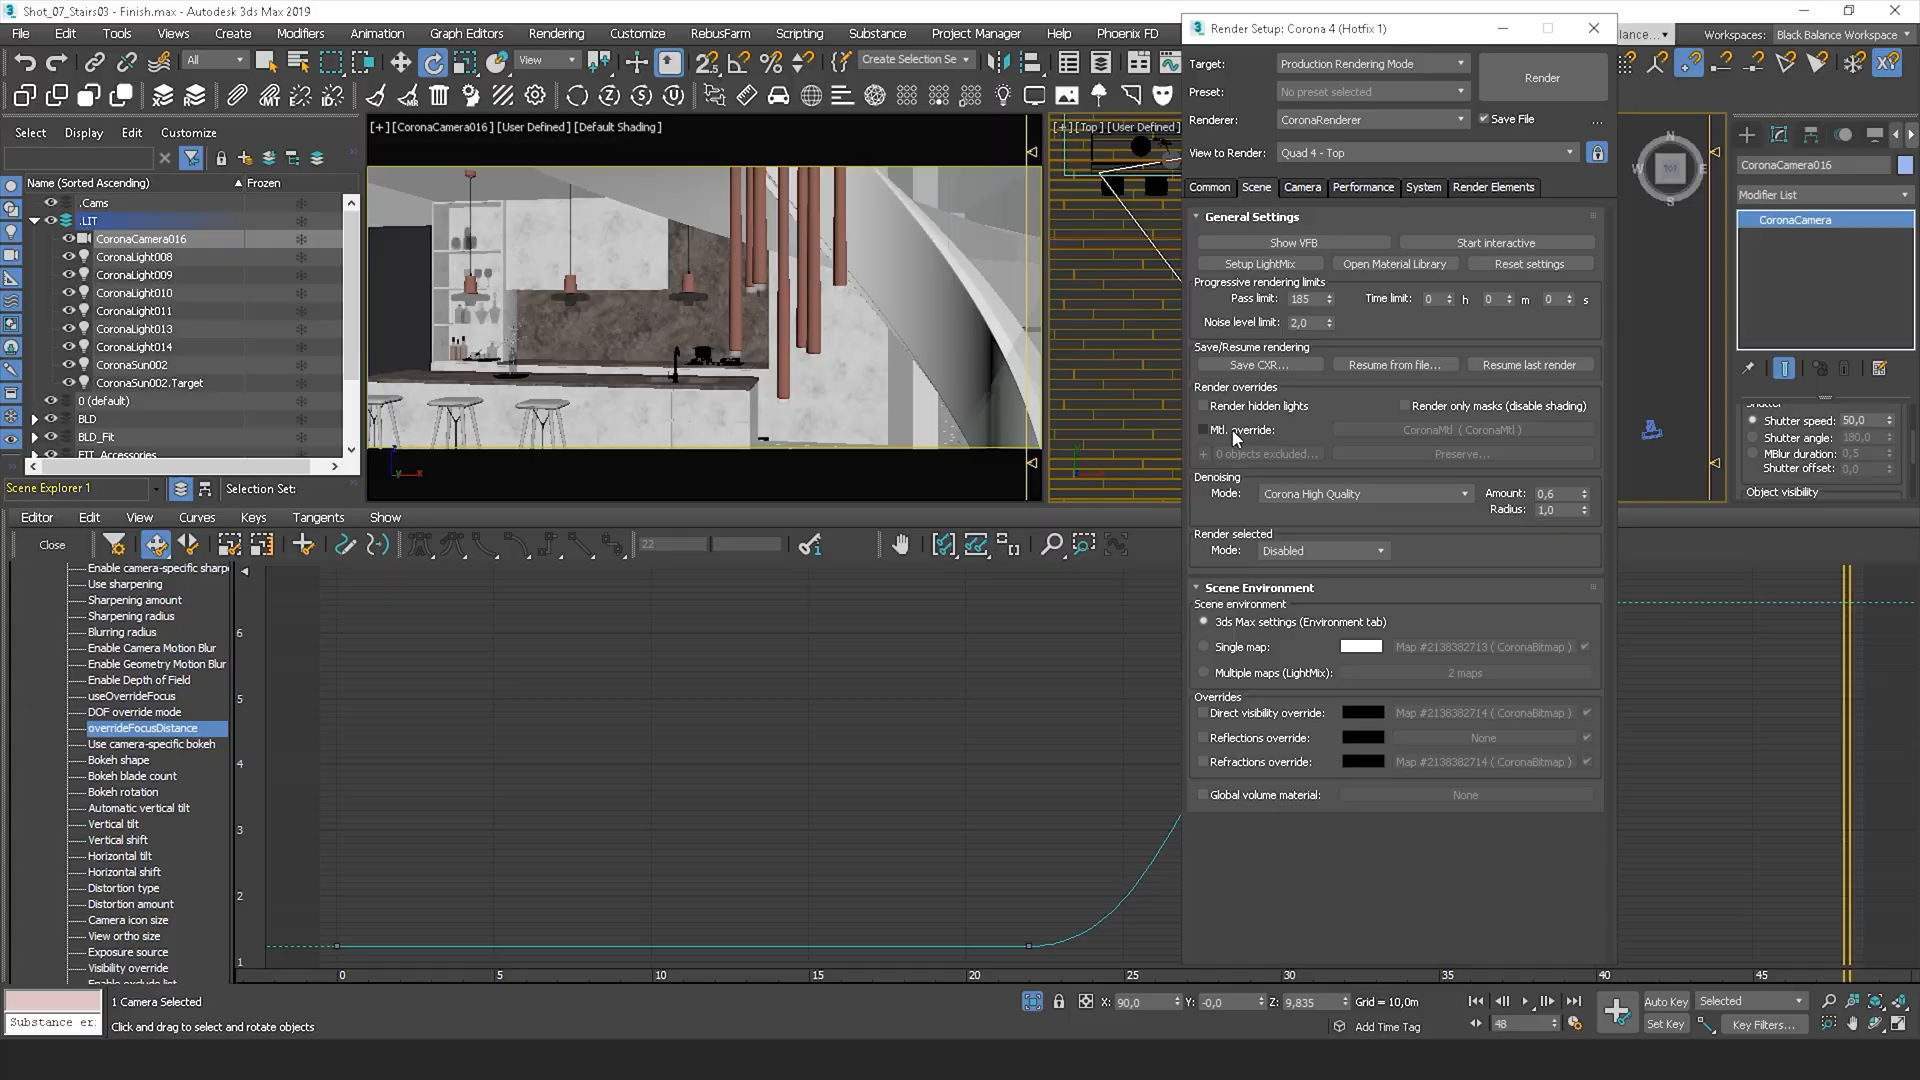 Shot_07_Stairs03 - Finish.max - Autodesk 3ds Max 2019
File Edit Tools Views Create Modifiers Animation Graph Editors Rendering Customize RebusFarm Scripting Substance Project Manager Help Phoenix FD
Workspaces: Black Balance Workspace
All View Create Selection Se
Select Display Edit Customize
Name (Sorted Ascending) Frozen
.Cams
.LIT
CoronaCamera016
CoronaLight008
CoronaLight009
CoronaLight010
CoronaLight011
CoronaLight013
CoronaLight014
CoronaSun002
CoronaSun002.Target
0 (default)
BLD
BLD_Fit
FIT_Accessories
Scene Explorer 1 Selection Set:
[+] [CoronaCamera016] [User Defined] [Default Shading]
[+] [Top] [User Defined]
Render Setup: Corona 4 (Hotfix 1)
Target: Production Rendering Mode
Render
Preset: No preset selected
Renderer: CoronaRenderer Save File ...
View to Render: Quad 4 - Top
Common Scene Camera Performance System Render Elements
General Settings
Show VFB Start interactive
Setup LightMix Open Material Library Reset settings
Progressive rendering limits
Pass limit: 185 Time limit: 0 h 0 m 0 s
Noise level limit: 2,0
Save/Resume rendering
Save CXR... Resume from file... Resume last render
Render overrides
Render hidden lights Render only masks (disable shading)
Mtl. override: CoronaMtl ( CoronaMtl )
+ 0 objects excluded... Preserve...
Denoising
Mode: Corona High Quality Amount: 0,6
Radius: 1,0
Render selected
Mode: Disabled
Scene Environment
Scene environment
3ds Max settings (Environment tab)
Single map: Map #2138382713 ( CoronaBitmap )
Multiple maps (LightMix): 2 maps
Overrides
Direct visibility override: Map #2138382714 ( CoronaBitmap )
Reflections override: None
Refractions override: Map #2138382714 ( CoronaBitmap )
Global volume material: None
N
W
E
S
TOP
CoronaCamera016
Modifier List
CoronaCamera
Shutter
Shutter speed: 50,0
Shutter angle: 180,0
MBlur duration: 0,5
Shutter offset: 0,0
Object visibility
Editor Edit View Curves Keys Tangents Show
Close 22
Enable camera-specific sharpe
Use sharpening
Sharpening amount
Sharpening radius
Blurring radius
Enable Camera Motion Blur
Enable Geometry Motion Blur
Enable Depth of Field
useOverrideFocus
DOF override mode
overrideFocusDistance
Use camera-specific bokeh
Bokeh shape
Bokeh blade count
Bokeh rotation
Automatic vertical tilt
Vertical tilt
Vertical shift
Horizontal tilt
Horizontal shift
Distortion type
Distortion amount
Camera icon size
View ortho size
Exposure source
Visibility override
Enable exclude list
6
5
4
3
2
1
0 5 10 15 20 25 30 35 40 45
1 Camera Selected
X: 90,0 Y: -0,0 Z: 9,835 Grid = 10,0m
Auto Key Selected
Substance er:
Click and drag to select and rotate objects
Add Time Tag
48
Set Key Key Filters...